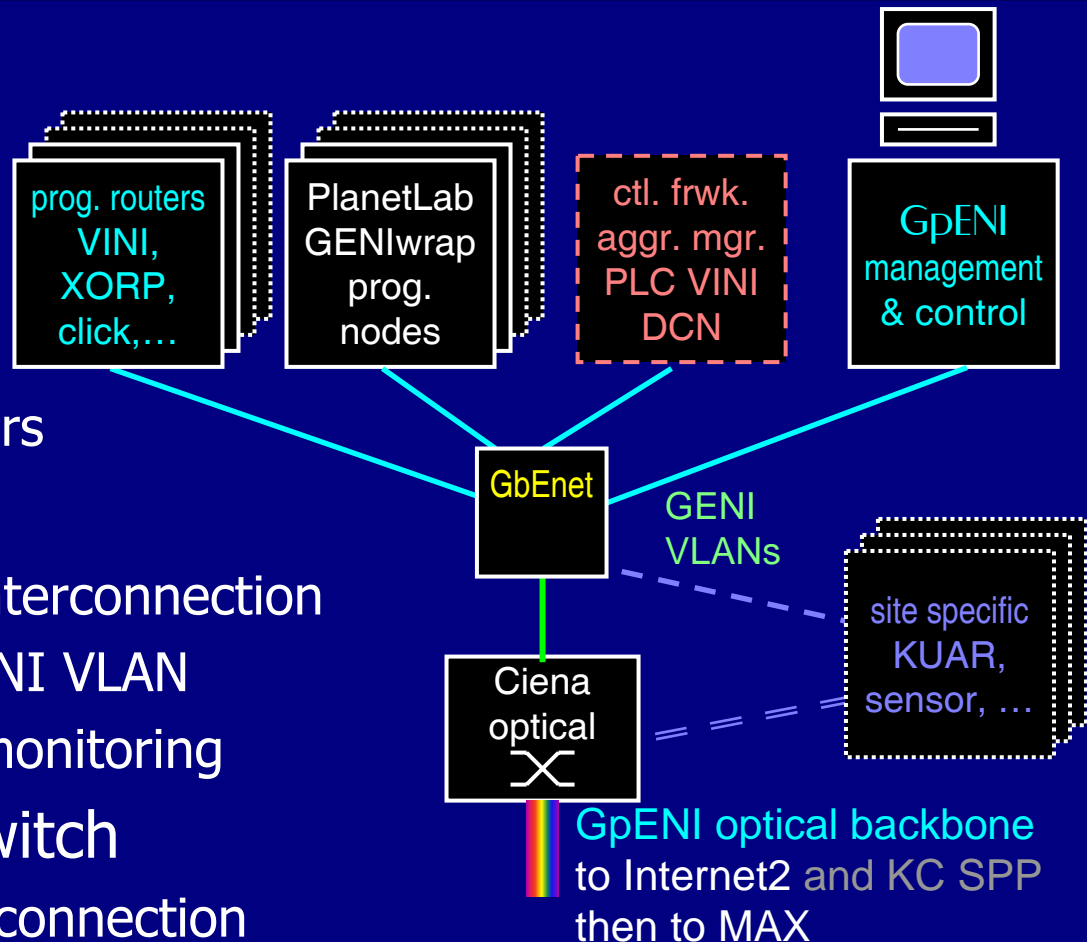 prog. routers
VINI,
XORP,
click,…
PlanetLab
GENIwrap
prog.
nodes
ctl. frwk.
aggr. mgr.
PLC VINI
DCN
GpENI
management
& control
rs
GbEnet
GENI
VLANs
terconnection
NI VLAN
monitoring
witch
connection
site specific
KUAR,
sensor, …
Ciena
optical
GpENI optical backbone
to Internet2 and KC SPP
then to MAX